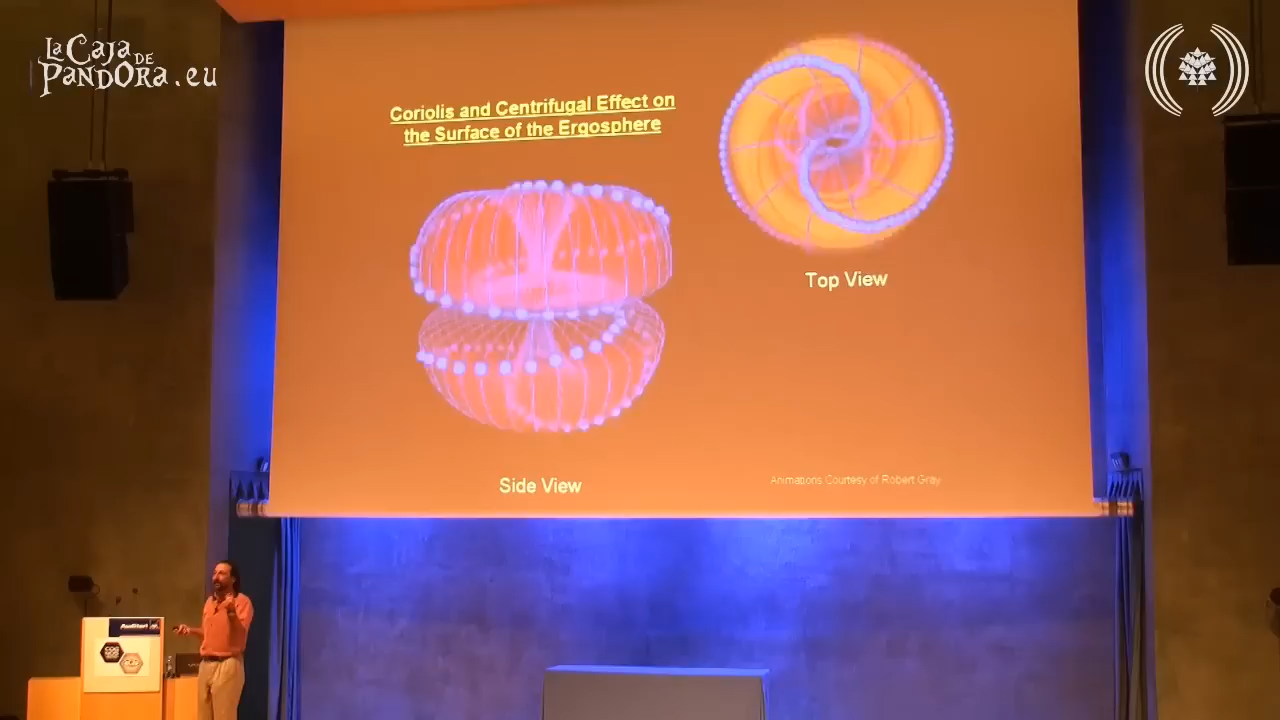 La Caja de
Pandora.eu
Coriolis and Centrifugal Effect on
the Surface of the Ergosphere
Top View
Side View
Animations Courtesy of Robert Gray
Auditori